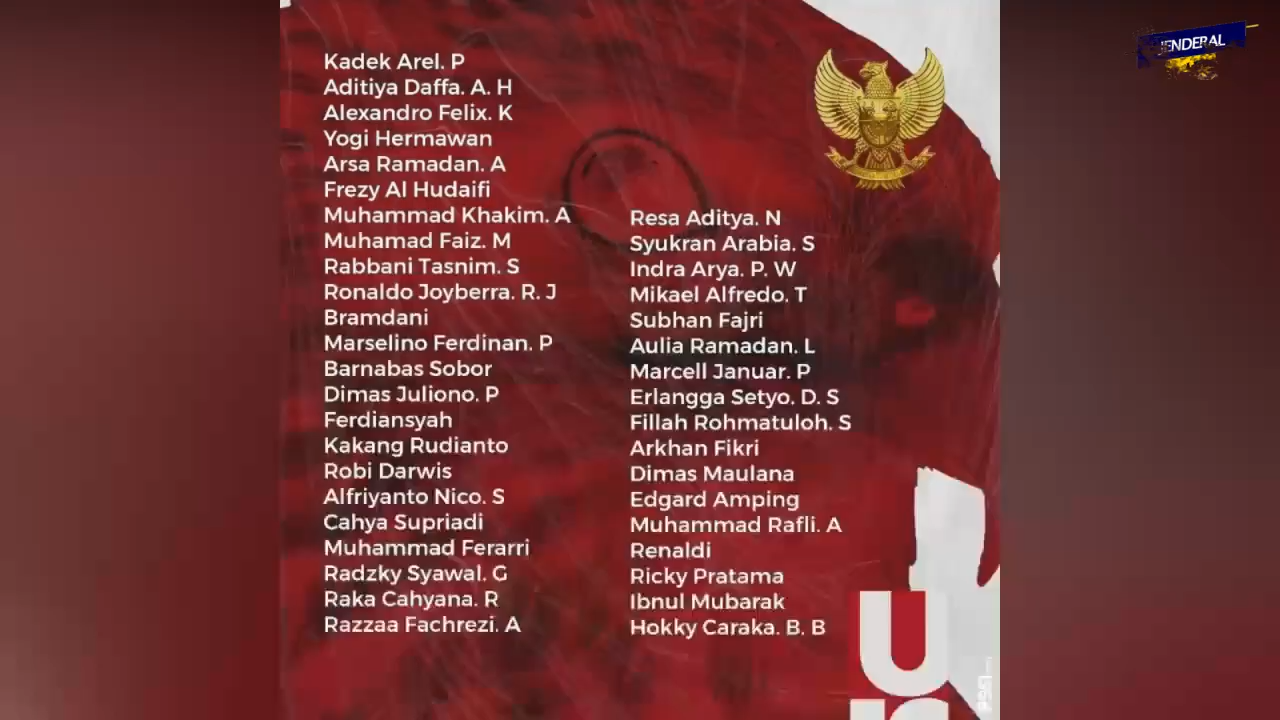 JENDERAL
Kadek Arel. P
Aditiya Daffa. A. H
Alexandro Felix. K
Yogi Hermawan
Arsa Ramadan. A
Frezy Al Hudaifi
Muhammad Khakim. A
Muhamad Faiz. M
Rabbani Tasnim. S
Ronaldo Joyberra. R. J
Bramdani
Marselino Ferdinan. P
Barnabas Sobor
Dimas Juliono. P
Ferdiansyah
Kakang Rudianto
Robi Darwis
Alfriyanto Nico. S
Cahya Supriadi
Muhammad Ferarri
Radzky Syawal. G
Raka Cahyana. R
Razzaa Fachrezi. A
Resa Aditya. N
Syukran Arabia. S
Indra Arya. P. W
Mikael Alfredo. T
Subhan Fajri
Aulia Ramadan. L
Marcell Januar. P
Erlangga Setyo. D. S
Fillah Rohmatuloh. S
Arkhan Fikri
Dimas Maulana
Edgard Amping
Muhammad Rafli. A
Renaldi
Ricky Pratama
Ibnul Mubarak
Hokky Caraka. B. B
U